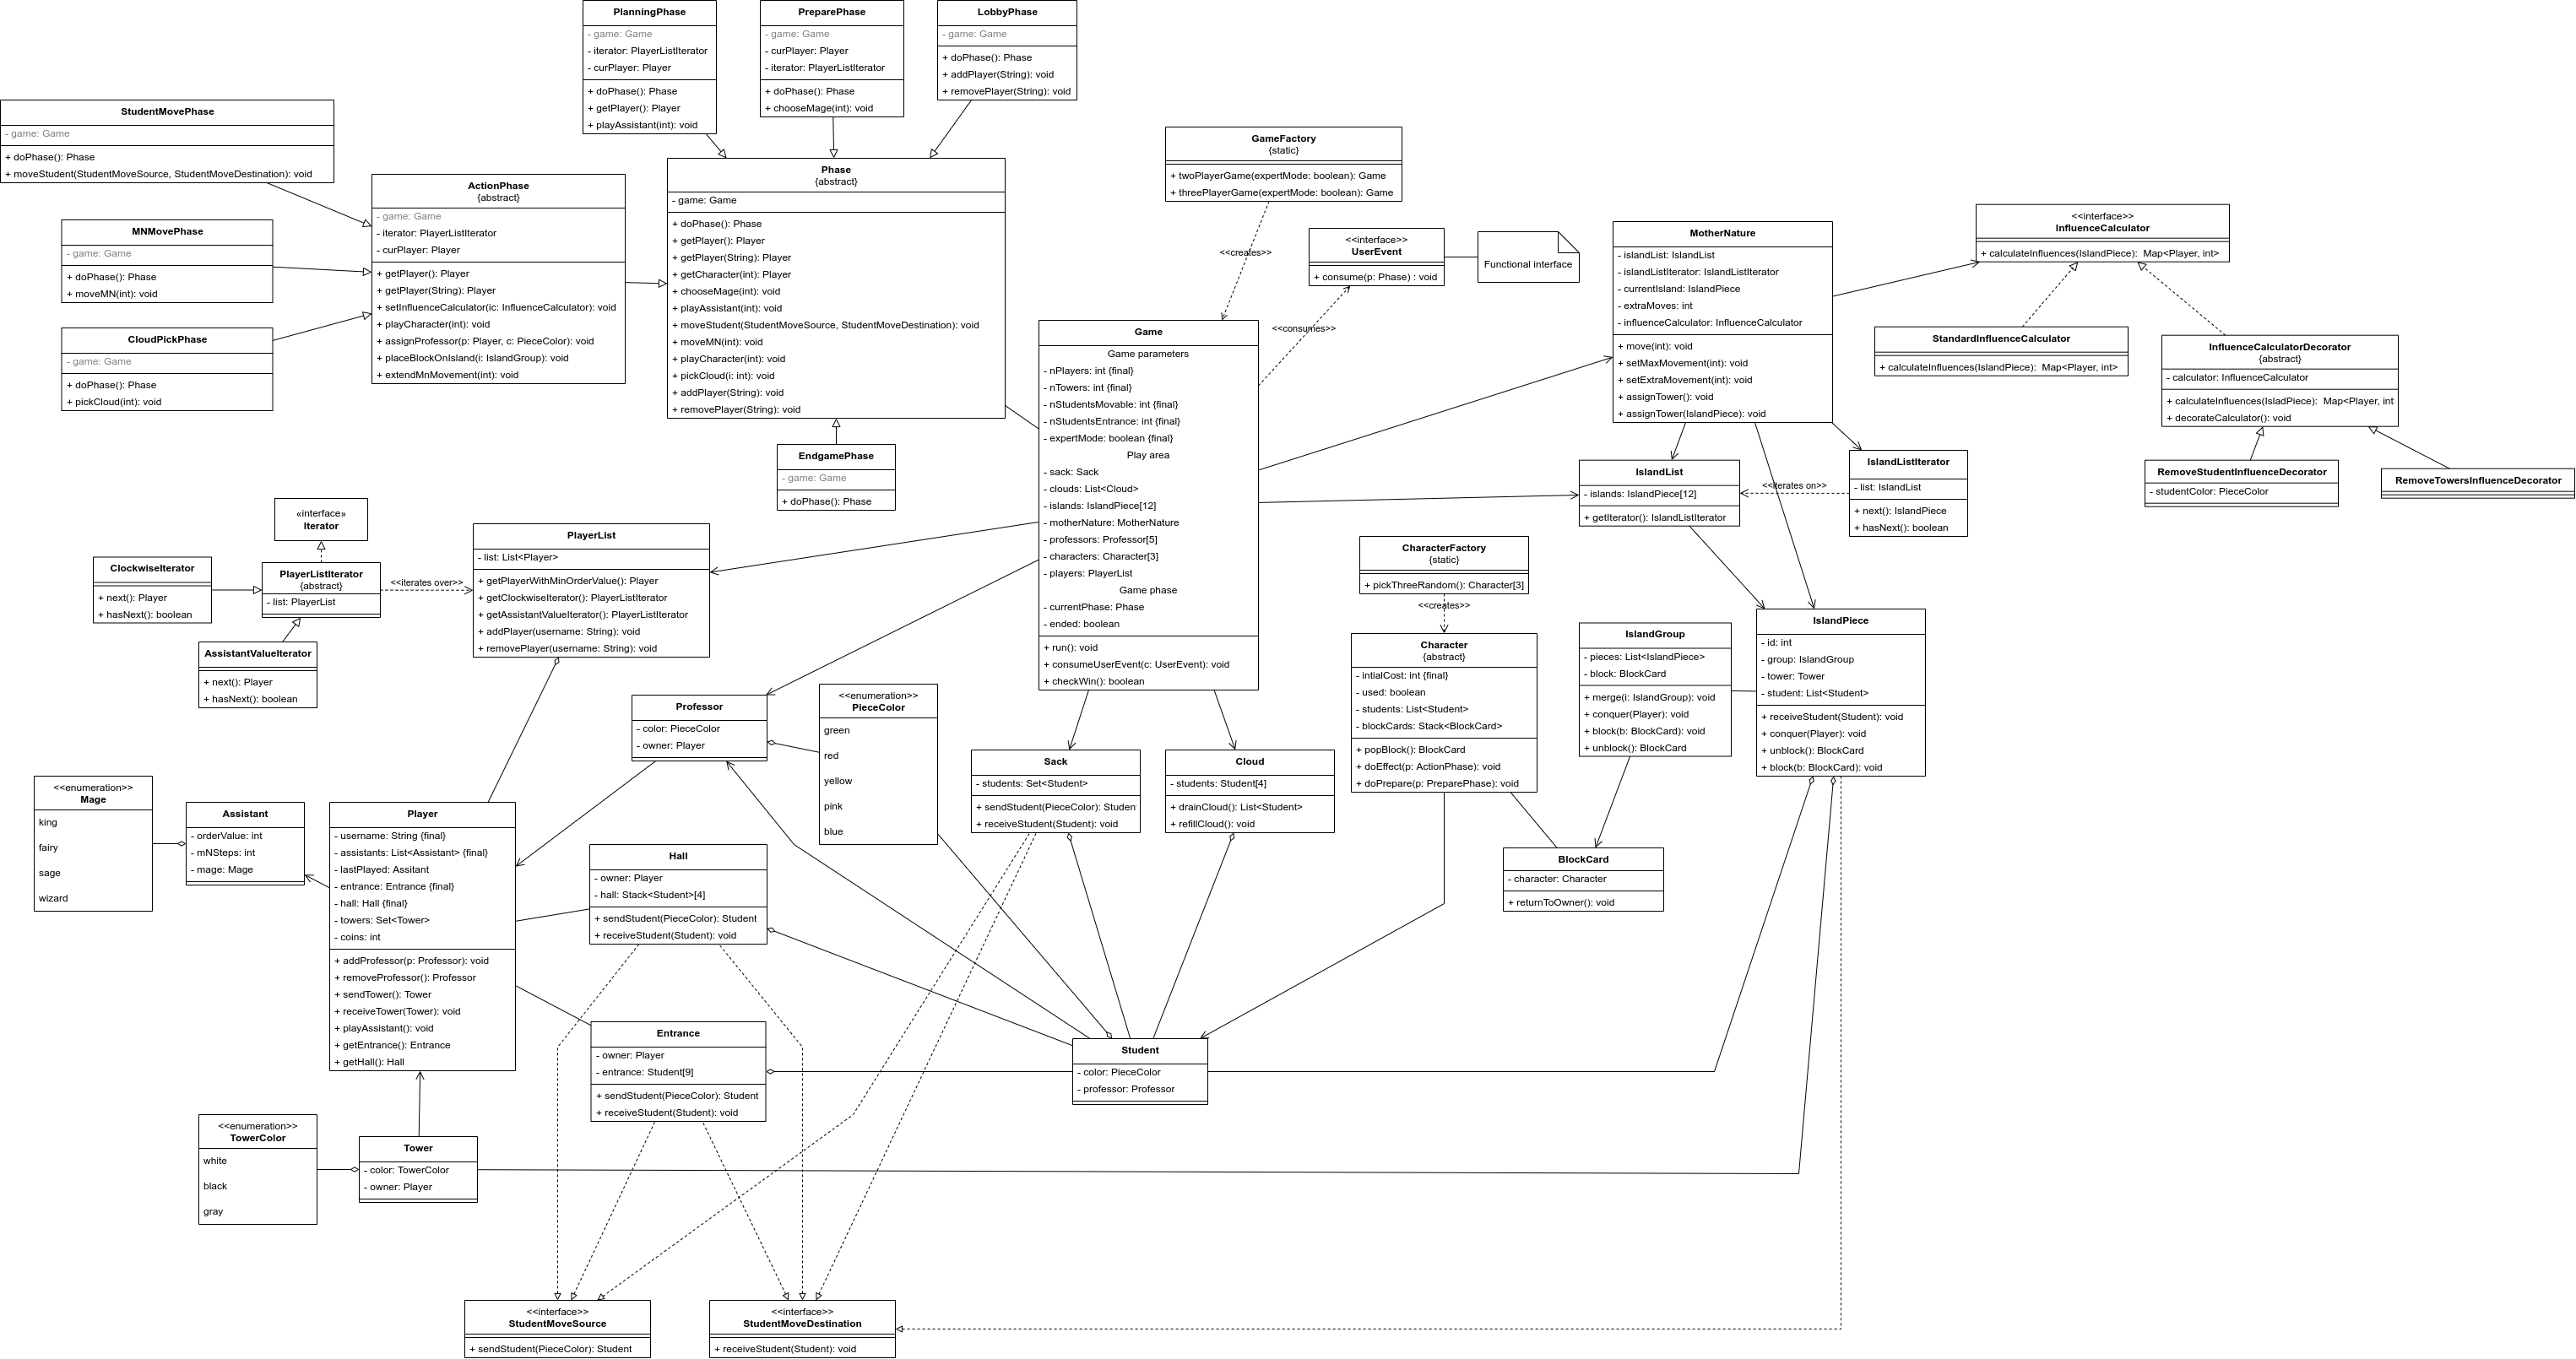 PlanningPhase
- game: Game
- iterator: PlayerListIterator
- curPlayer: Player
+ doPhase(): Phase
+ getPlayer(): Player
+ playAssistant(int): void
PreparePhase
- game: Game
- curPlayer: Player
- iterator: PlayerListIterator
+ doPhase(): Phase
+ chooseMage(int): void
LobbyPhase
- game: Game
+ doPhase(): Phase
+ addPlayer(String): void
+ removePlayer(String): void
StudentMovePhase
- game: Game
+ doPhase(): Phase
+ moveStudent(StudentMoveSource, StudentMoveDestination): void
MNMovePhase
- game: Game
+ doPhase(): Phase
+ moveMN(int): void
CloudPickPhase
- game: Game
+ doPhase(): Phase
+ pickCloud(int): void
ActionPhase
{abstract}
- game: Game
- iterator: PlayerListIterator
- curPlayer: Player
+ getPlayer(): Player
+ getPlayer(String): Player
+ setInfluenceCalculator(ic: InfluenceCalculator): void
+ playCharacter(int): void
+ assignProfessor(p: Player, c: PieceColor): void
+ placeBlockOnIsland(i: IslandGroup): void
+ extendMnMovement(int): void
Phase
{abstract}
- game: Game
+ doPhase(): Phase
+ getPlayer(): Player
+ getPlayer(String): Player
+ getCharacter(int): Player
+ chooseMage(int): void
+ playAssistant(int): void
+ moveStudent(StudentMoveSource, StudentMoveDestination): void
+ moveMN(int): void
+ playCharacter(int): void
+ pickCloud(i: int): void
+ addPlayer(String): void
+ removePlayer(String): void
EndgamePhase
- game: Game
+ doPhase(): Phase
GameFactory
{static}
+ twoPlayerGame(expertMode: boolean): Game
+ threePlayerGame(expertMode: boolean): Game
<<creates>>
<<interface>>
UserEvent
+ consume(p: Phase) : void
Functional interface
<<consumes>>
Game
Game parameters
- nPlayers: int {final}
- nTowers: int {final}
- nStudentsMovable: int {final}
- nStudentsEntrance: int {final}
- expertMode: boolean {final}
Play area
- sack: Sack
- clouds: List<Cloud>
- islands: IslandPiece[12]
- motherNature: MotherNature
- professors: Professor[5]
- characters: Character[3]
- players: PlayerList
Game phase
- currentPhase: Phase
- ended: boolean
+ run(): void
+ consumeUserEvent(c: UserEvent): void
+ checkWin(): boolean
MotherNature
- islandList: IslandList
- islandListIterator: IslandListIterator
- currentIsland: IslandPiece
- extraMoves: int
- influenceCalculator: InfluenceCalculator
+ move(int): void
+ setMaxMovement(int): void
+ setExtraMovement(int): void
+ assignTower(): void
+ assignTower(IslandPiece): void
<<interface>>
InfluenceCalculator
+ calculateInfluences(IslandPiece):  Map<Player, int>
StandardInfluenceCalculator
+ calculateInfluences(IslandPiece):  Map<Player, int>
InfluenceCalculatorDecorator
{abstract}
- calculator: InfluenceCalculator
+ calculateInfluences(IsladPiece):  Map<Player, int
+ decorateCalculator(): void
RemoveStudentInfluenceDecorator
- studentColor: PieceColor
RemoveTowersInfluenceDecorator
IslandList
- islands: IslandPiece[12]
+ getIterator(): IslandListIterator
<<iterates on>>
IslandListIterator
- list: IslandList
+ next(): IslandPiece
+ hasNext(): boolean
«interface»
Iterator
ClockwiseIterator
+ next(): Player
+ hasNext(): boolean
PlayerListIterator
{abstract}
- list: PlayerList
<<iterates over>>
AssistantValueIterator
+ next(): Player
+ hasNext(): boolean
PlayerList
- list: List<Player>
+ getPlayerWithMinOrderValue(): Player
+ getClockwiseIterator(): PlayerListIterator
+ getAssistantValueIterator(): PlayerListIterator
+ addPlayer(username: String): void
+ removePlayer(username: String): void
CharacterFactory
{static}
+ pickThreeRandom(): Character[3]
<<creates>>
Character
{abstract}
- intialCost: int {final}
- used: boolean
- students: List<Student>
- blockCards: Stack<BlockCard>
+ popBlock(): BlockCard
+ doEffect(p: ActionPhase): void
+ doPrepare(p: PreparePhase): void
IslandGroup
- pieces: List<IslandPiece>
- block: BlockCard
+ merge(i: IslandGroup): void
+ conquer(Player): void
+ block(b: BlockCard): void
+ unblock(): BlockCard
IslandPiece
- id: int
- group: IslandGroup
- tower: Tower
- student: List<Student>
+ receiveStudent(Student): void
+ conquer(Player): void
+ unblock(): BlockCard
+ block(b: BlockCard): void
Professor
- color: PieceColor
- owner: Player
<<enumeration>>
PieceColor
green
red
yellow
pink
blue
Sack
- students: Set<Student>
+ sendStudent(PieceColor): Studen
+ receiveStudent(Student): void
Cloud
- students: Student[4]
+ drainCloud(): List<Student>
+ refillCloud(): void
<<enumeration>>
Mage
king
fairy
sage
wizard
Assistant
- orderValue: int
- mNSteps: int
- mage: Mage
Player
- username: String {final}
- assistants: List<Assistant> {final}
- lastPlayed: Assitant
- entrance: Entrance {final}
- hall: Hall {final}
- towers: Set<Tower>
- coins: int
+ addProfessor(p: Professor): void
+ removeProfessor(): Professor
+ sendTower(): Tower
+ receiveTower(Tower): void
+ playAssistant(): void
+ getEntrance(): Entrance
+ getHall(): Hall
Hall
- owner: Player
- hall: Stack<Student>[4]
+ sendStudent(PieceColor): Student
+ receiveStudent(Student): void
BlockCard
- character: Character
+ returnToOwner(): void
Entrance
- owner: Player
- entrance: Student[9]
+ sendStudent(PieceColor): Student
+ receiveStudent(Student): void
Student
- color: PieceColor
- professor: Professor
<<enumeration>>
TowerColor
white
black
gray
Tower
- color: TowerColor
- owner: Player
<<interface>>
StudentMoveSource
+ sendStudent(PieceColor): Student
<<interface>>
StudentMoveDestination
+ receiveStudent(Student): void